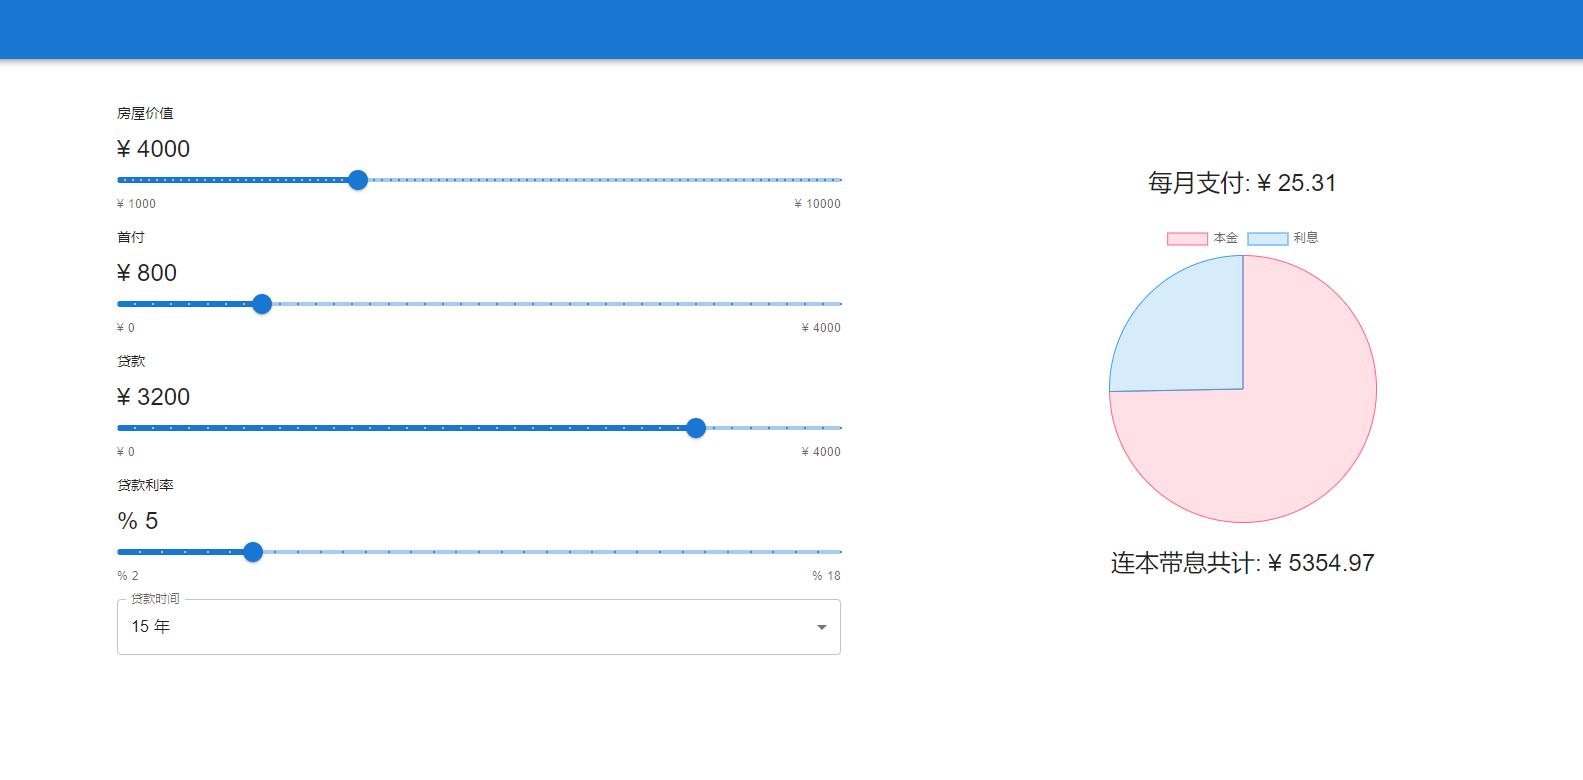 房屋价值
¥ 4000
¥ 1000
¥ 10000
首付
¥ 800
¥ 0
¥ 4000
贷款
¥ 3200
¥ 0
¥ 4000
贷款利率
% 5
% 2
% 18
贷款时间
15 年
每月支付: ¥ 25.31
本金 利息
连本带息共计: ¥ 5354.97